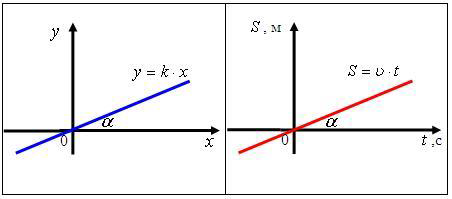 y
y = k · x
α
0
x
S , м
S = υ · t
α
0
t ,с